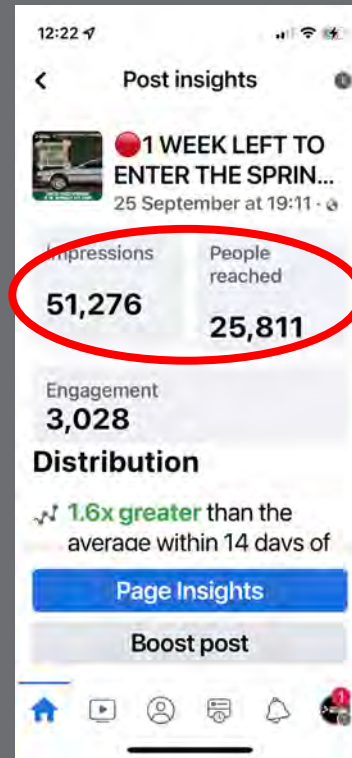 12:22
Post insights
🔴1 WEEK LEFT TO
ENTER THE SPRIN...
25 September at 19:11 ·
Impressions
51,276
People
reached
25,811
Engagement
3,028
Distribution
1.6x greater than the
average within 14 days of
Page Insights
Boost post
1